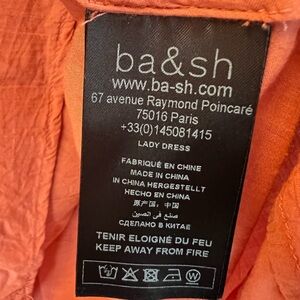 ba&sh
www.ba-sh.com
67 avenue Raymond Poincaré
75016 Paris
+33(0)145081415
LADY DRESS
FABRIQUÉ EN CHINE
MADE IN CHINA
IN CHINA HERGESTELLT
HECHO EN CHINA
原产国：中国
صنع في الصين
СДЕЛАНО В КИТАЕ
TENIR ELOIGNÉ DU FEU
KEEP AWAY FROM FIRE
W